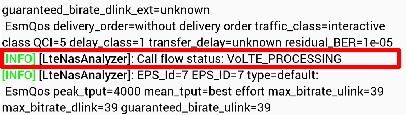 guaranteed_birate_dlink_ext=unknown
EsmQos delivery_order=without delivery order traffic_class=interactive
class QCI=5 delay_class=1 transfer_delay=unknown residual_BER=1e-05
[INFO] [LteNasAnalyzer]: Call flow status: VoLTE_PROCESSING
[INFO] [LteNasAnalyzer]: EPS_Id=7 EPS_ID=7 type=default:
EsmQos peak_tput=4000 mean_tput=best effort max_bitrate_ulink=39
max_bitrate_dlink=39 guaranteed_birate_ulink=39